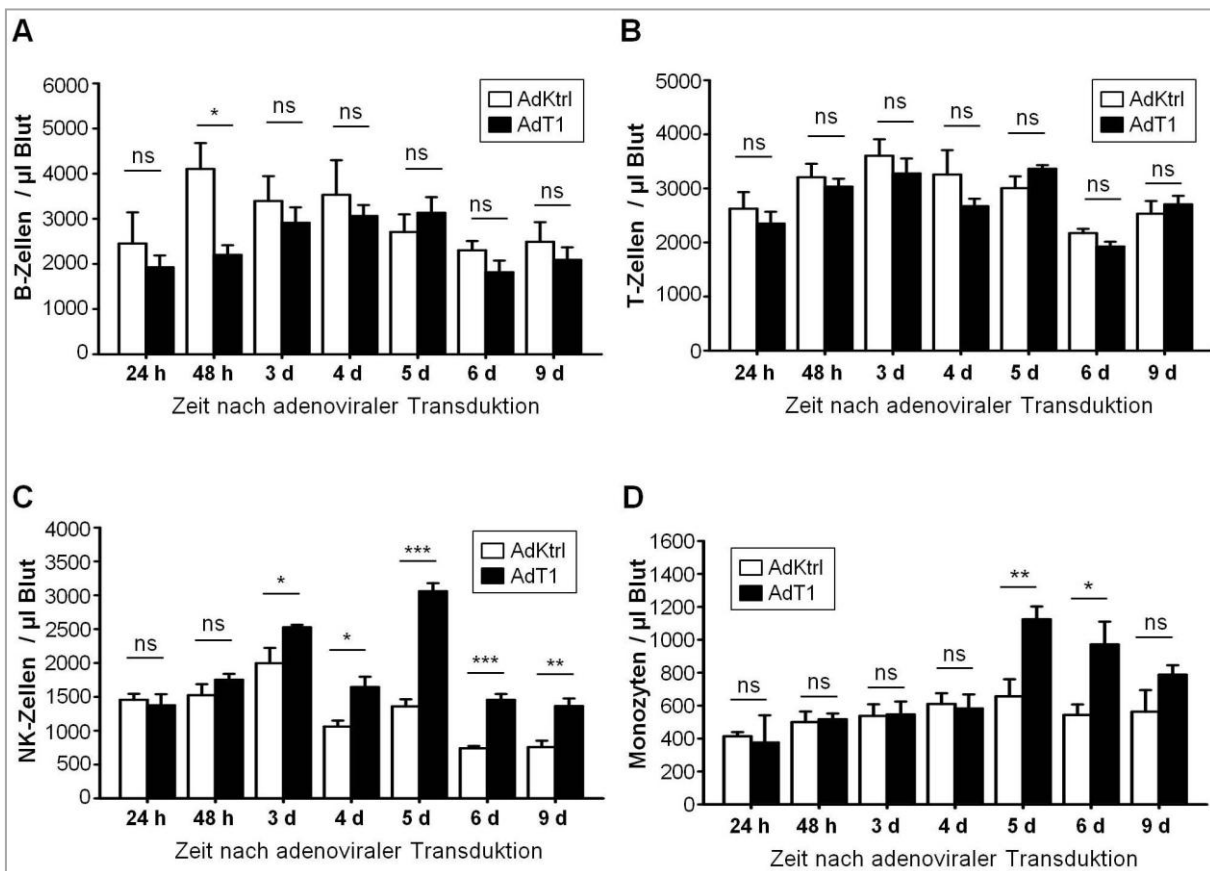 A
6000
5000
4000
3000
2000
1000
0
B-Zellen / µl Blut
AdKtrl
AdT1
ns
*
ns
ns
ns
ns
ns
24 h 48 h 3 d 4 d 5 d 6 d 9 d
Zeit nach adenoviraler Transduktion
B
5000
4000
3000
2000
1000
0
T-Zellen / µl Blut
AdKtrl
AdT1
ns
ns
ns
ns
ns
ns
ns
24 h 48 h 3 d 4 d 5 d 6 d 9 d
Zeit nach adenoviraler Transduktion
C
4000
3500
3000
2500
2000
1500
1000
500
0
NK-Zellen / µl Blut
AdKtrl
AdT1
ns
ns
*
*
***
***
**
24 h 48 h 3 d 4 d 5 d 6 d 9 d
Zeit nach adenoviraler Transduktion
D
1600
1400
1200
1000
800
600
400
200
0
Monozyten / µl Blut
AdKtrl
AdT1
ns
ns
ns
ns
**
*
ns
24 h 48 h 3 d 4 d 5 d 6 d 9 d
Zeit nach adenoviraler Transduktion